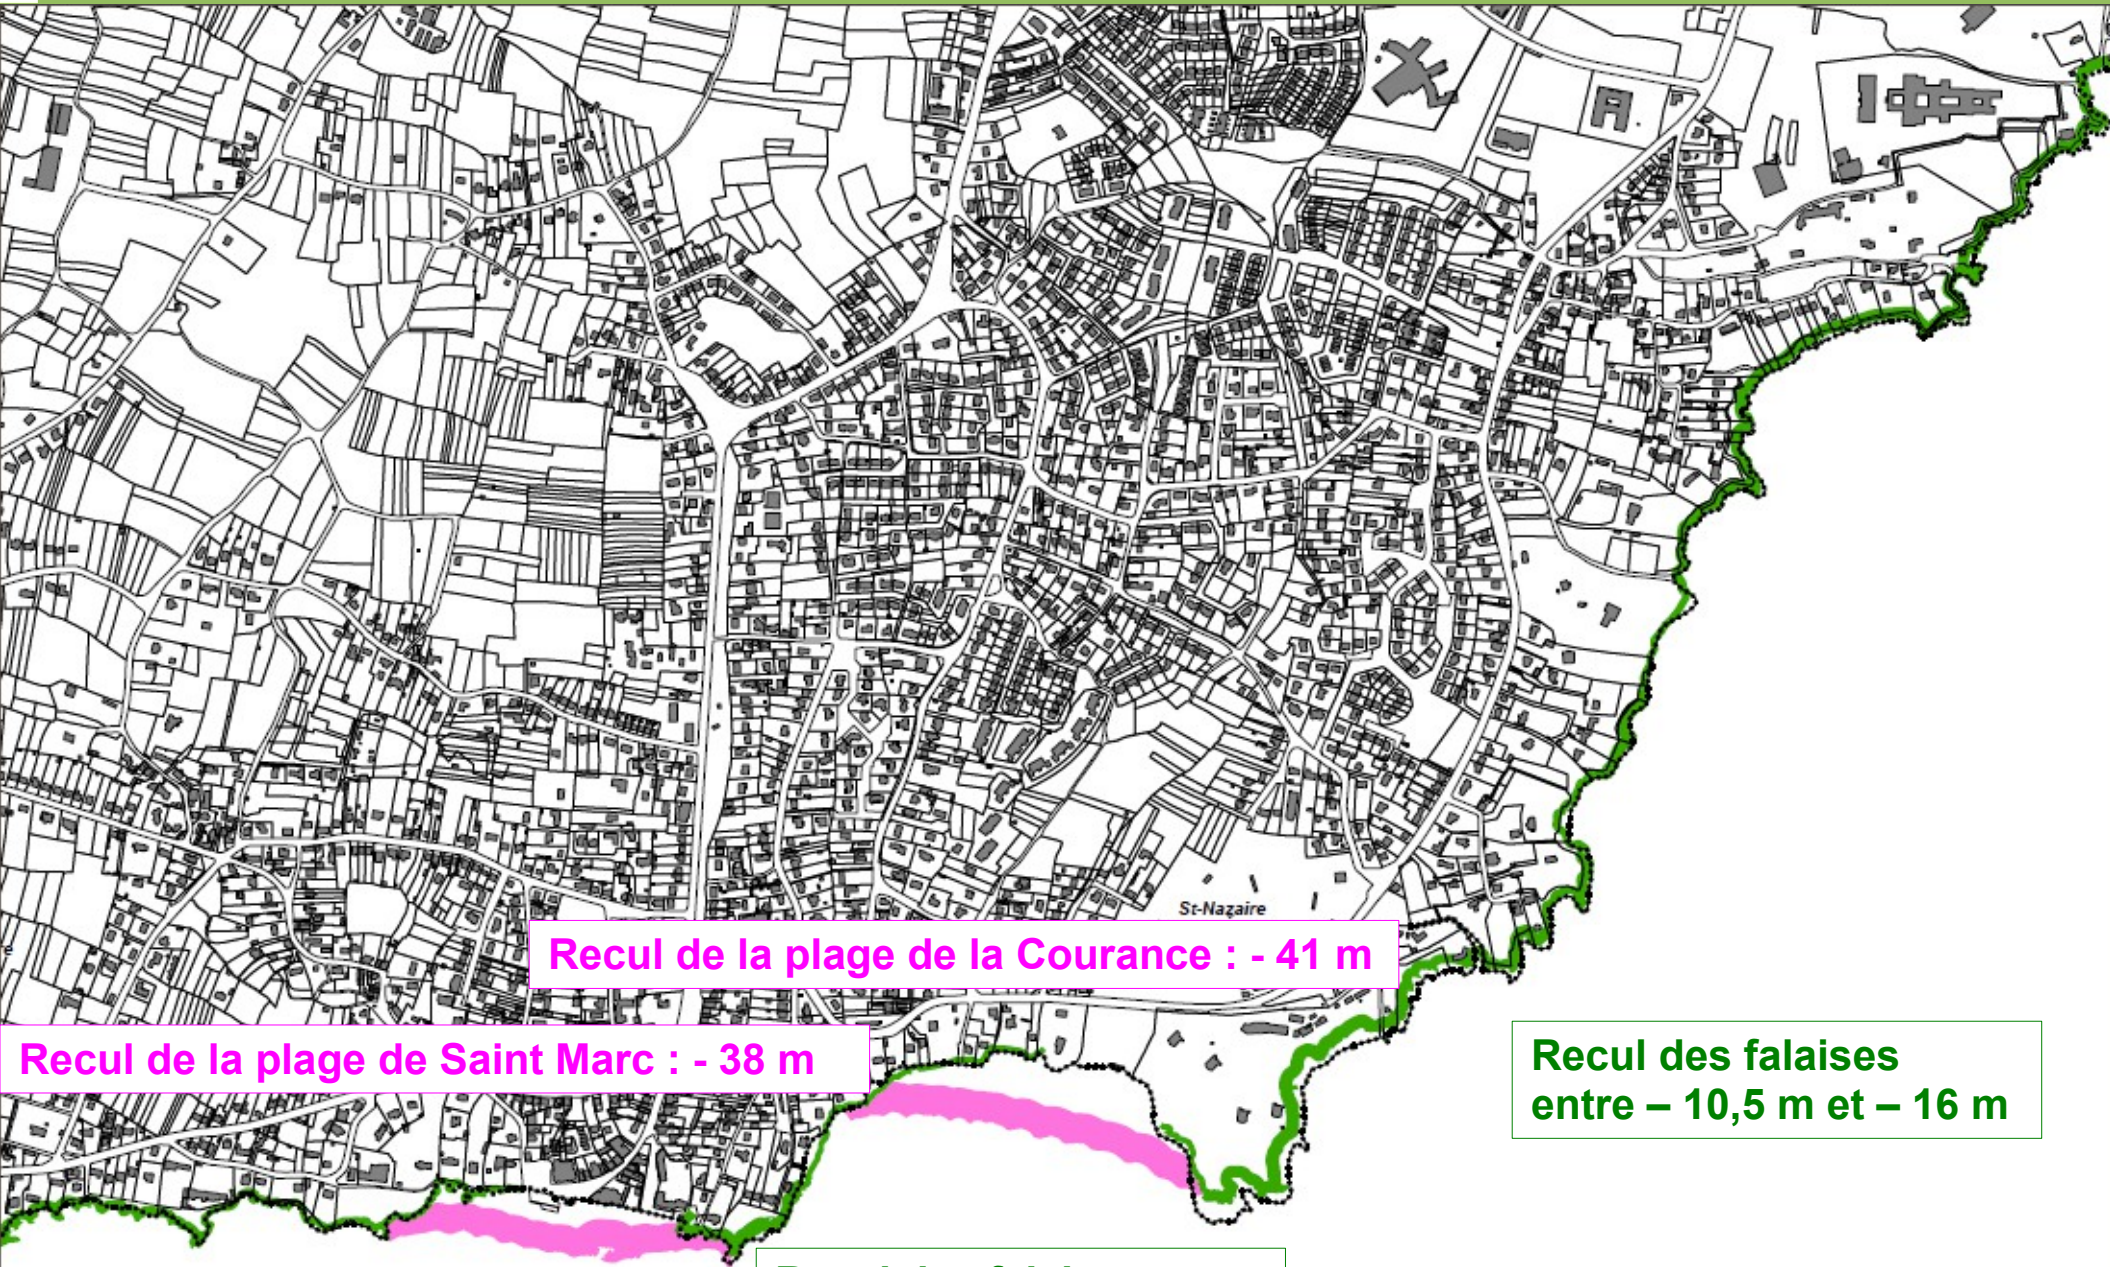 St-Nazaire
Recul de la plage de la Courance : - 41 m
Recul de la plage de Saint Marc : - 38 m
Recul des falaises
entre – 10,5 m et – 16 m